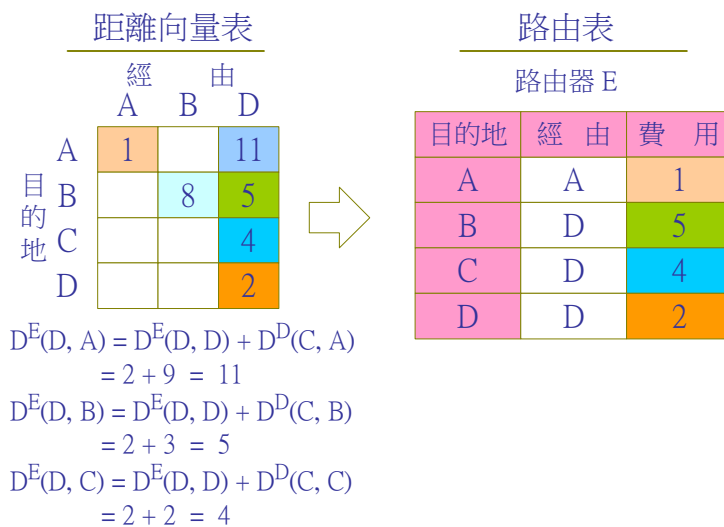 距離向量表
經 由
A B D
A 1 11
目的地
B 8 5
C 4
D 2
D^E(D, A) = D^E(D, D) + D^D(C, A)
= 2 + 9 = 11
D^E(D, B) = D^E(D, D) + D^D(C, B)
= 2 + 3 = 5
D^E(D, C) = D^E(D, D) + D^D(C, C)
= 2 + 2 = 4
路由表
路由器 E
目的地 經 由 費 用
A A 1
B D 5
C D 4
D D 2